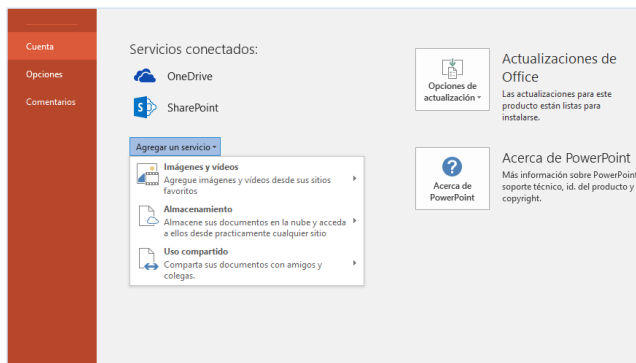 Cuenta
Opciones
Comentarios
Servicios conectados:
OneDrive
S
SharePoint
Agregar un servicio
Imágenes y vídeos
Agregue imágenes y vídeos desde sus sitios
favoritos
Almacenamiento
Almacene sus documentos en la nube y acceda
a ellos desde practicamente cualquier sitio
Uso compartido
Comparta sus documentos con amigos y
colegas.
Opciones de
actualización
Actualizaciones de
Office
Las actualizaciones para este
producto están listas para
instalarse.
?
Acerca de
PowerPoint
Acerca de PowerPoint
Más información sobre PowerPoint
soporte técnico, id. del producto y
copyright.